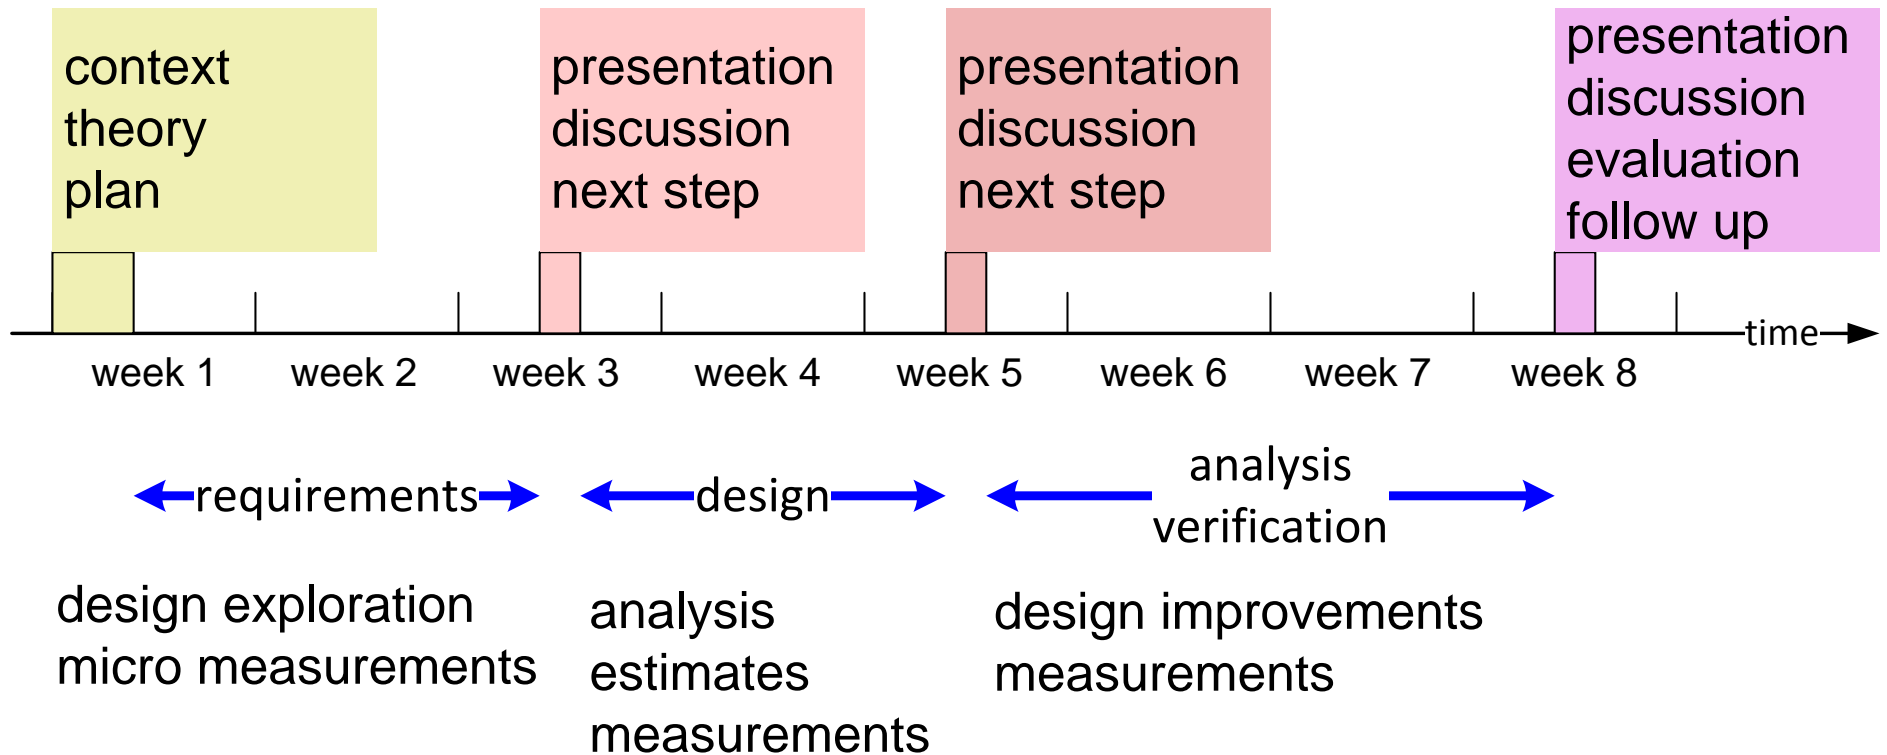 context
theory
plan
presentation
discussion
next step
presentation
discussion
next step
presentation
discussion
evaluation
follow up
time
week 1
week 2
week 3
week 4
week 5
week 6
week 7
week 8
requirements
design
analysis
verification
design exploration
micro measurements
analysis
estimates
measurements
design improvements
measurements